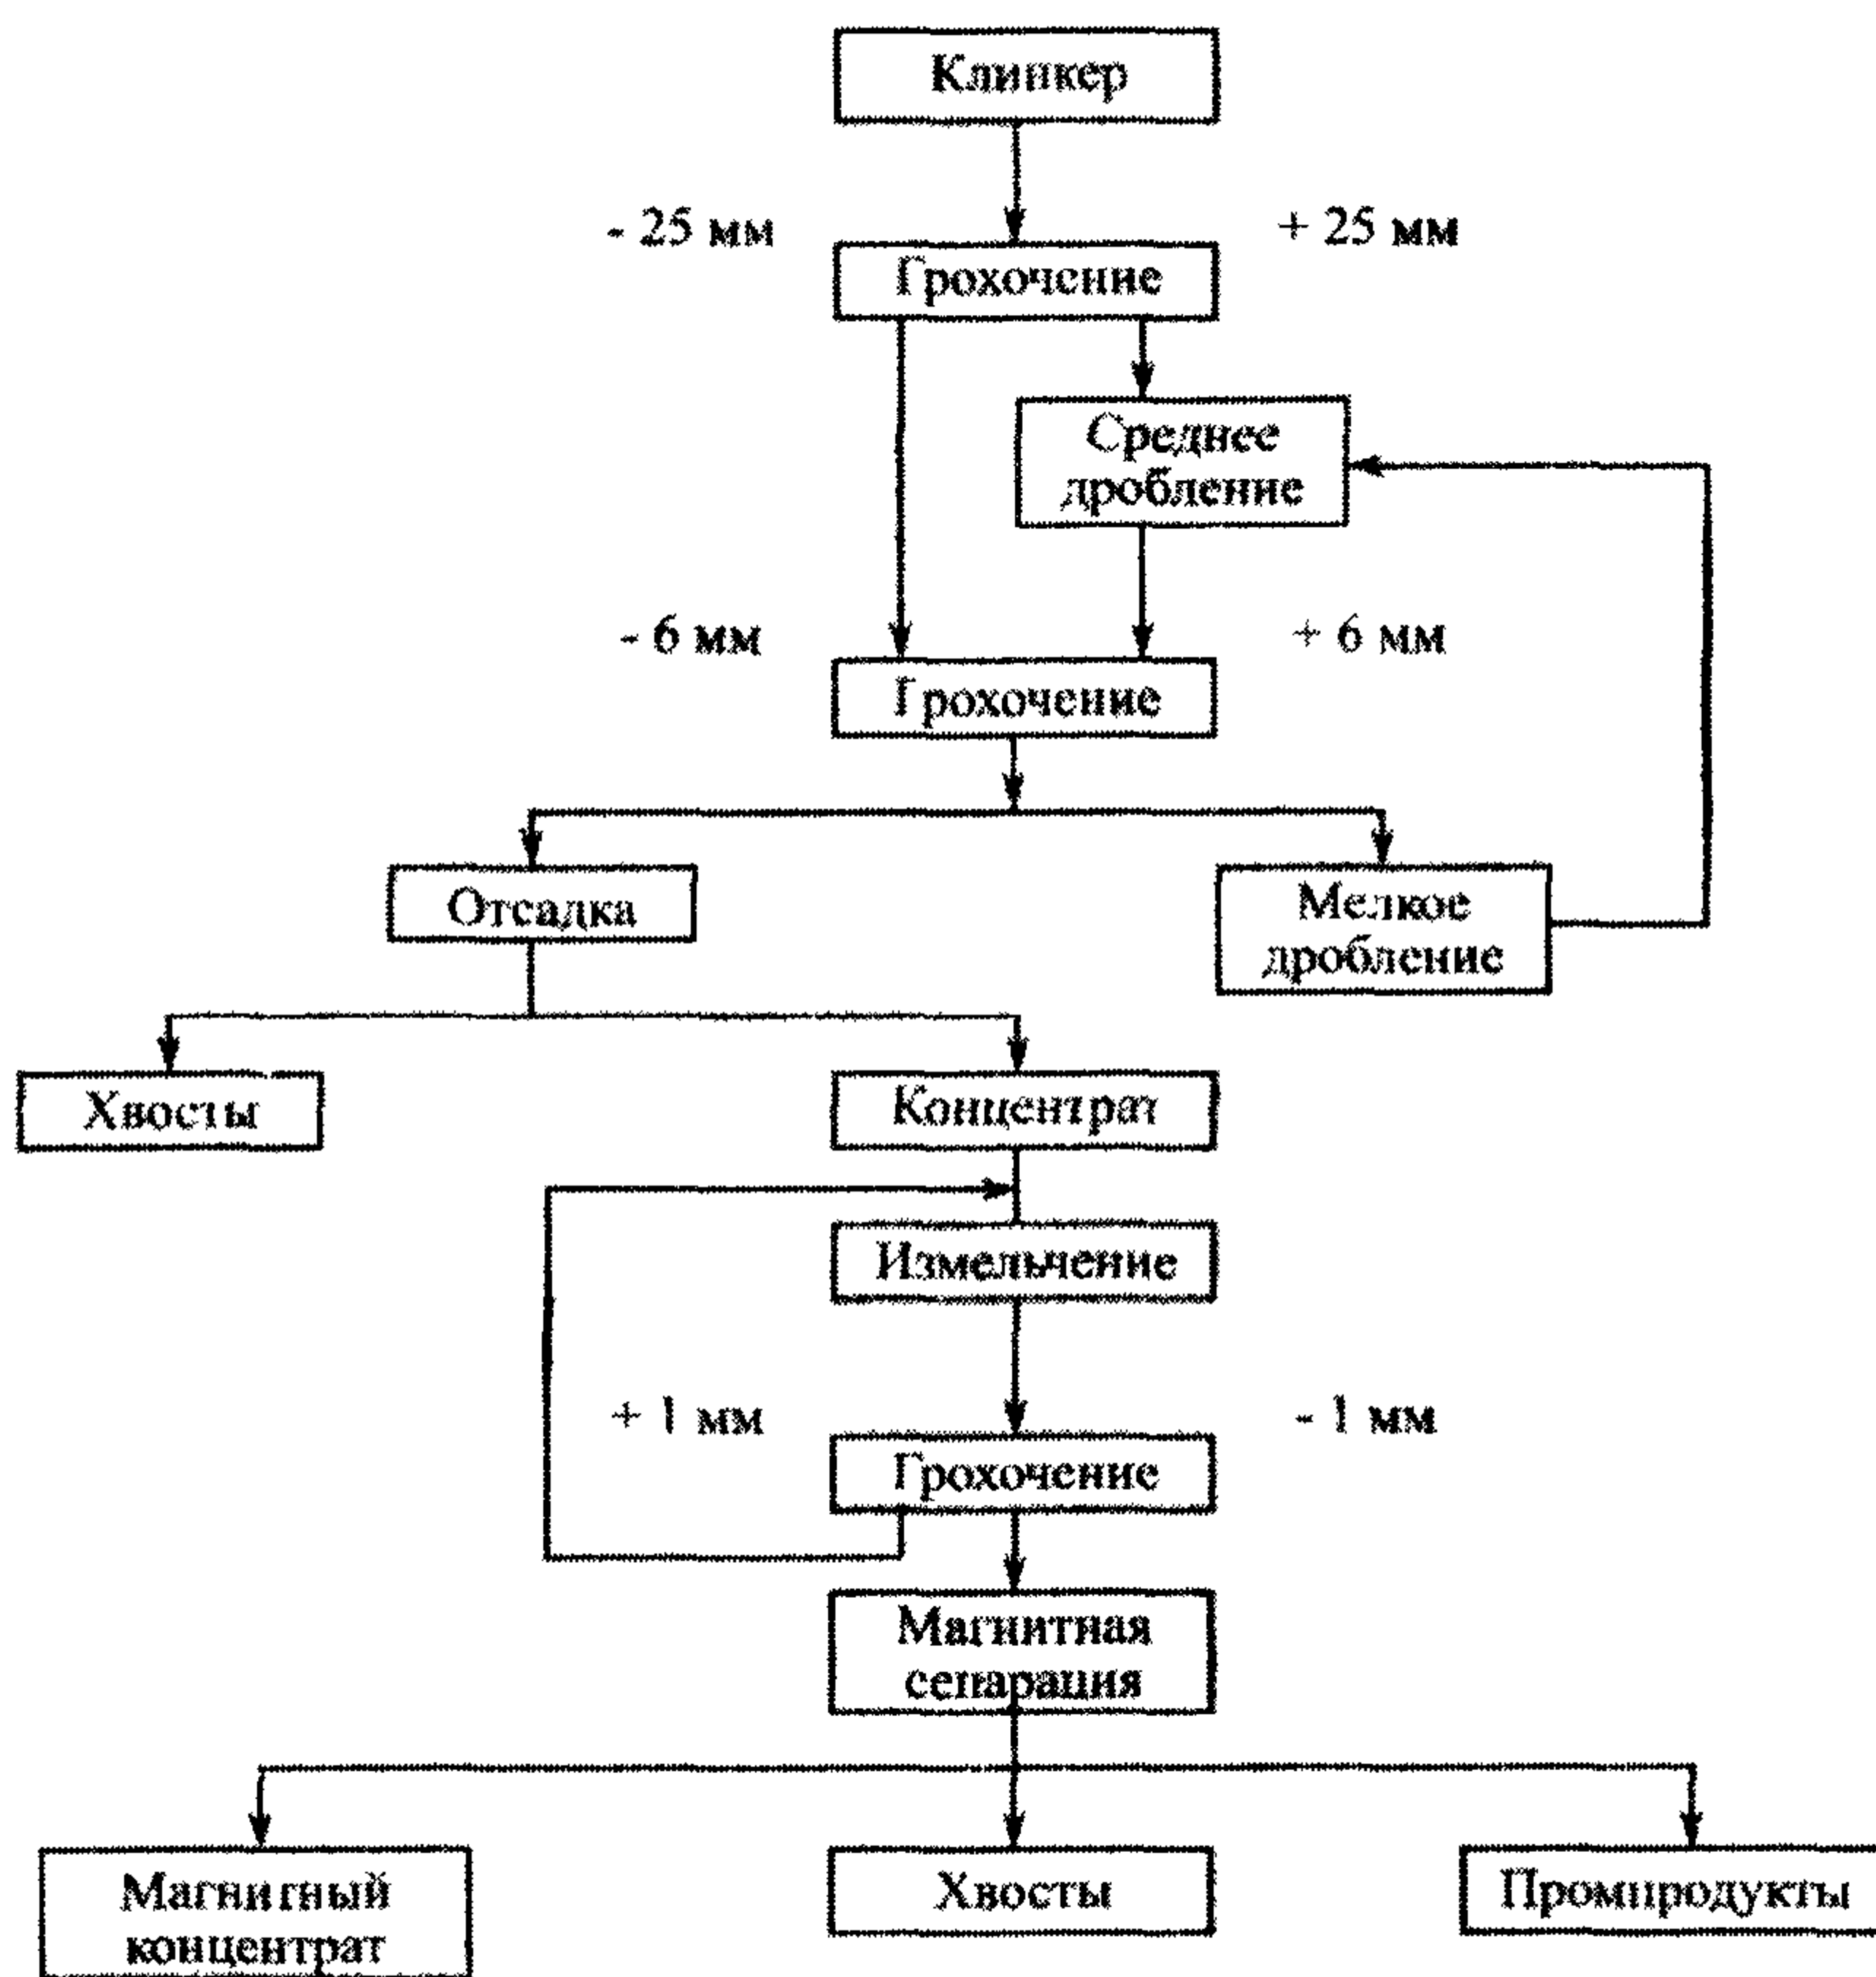 Клинкер
- 25 мм
+ 25 мм
Грохочение
Среднее
дробление
- 6 мм
+ 6 мм
Грохочение
Отсадка
Мелкое
дробление
Хвосты
Концентрат
Измельчение
+ 1 мм
- 1 мм
Грохочение
Магнитная
сепарация
Магнитный
концентрат
Хвосты
Промпродукты